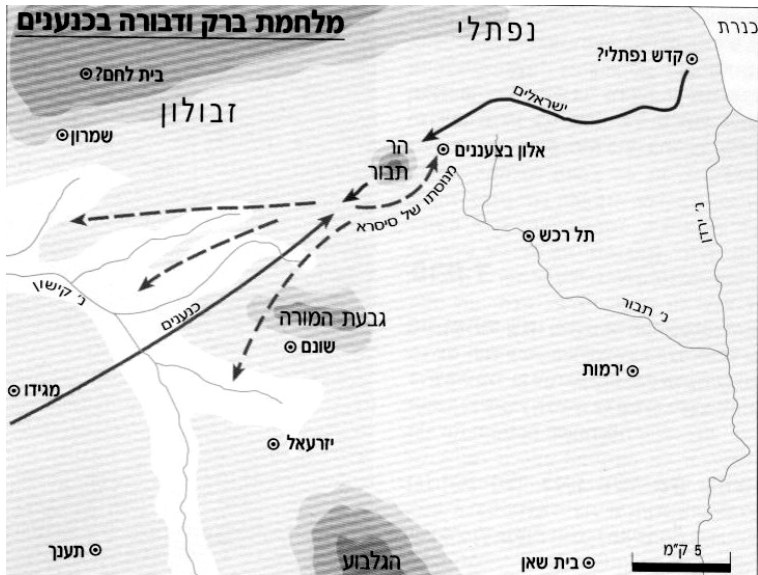 מלחמת ברק ודבורה בכנענים
נפתלי
כנרת
קדש נפתלי?
בית לחם?
זבולון
ישראלים
שמרון
הר
תבור
אלון בצעננים
מנוסתו של סיסרא
תל רכש
נ' ירדן
נ' קישון
כנענים
גבעת המורה
נ' תבור
שונם
ירמות
מגידו
יזרעאל
תענך
הגלבוע
בית שאן
5 ק"מ